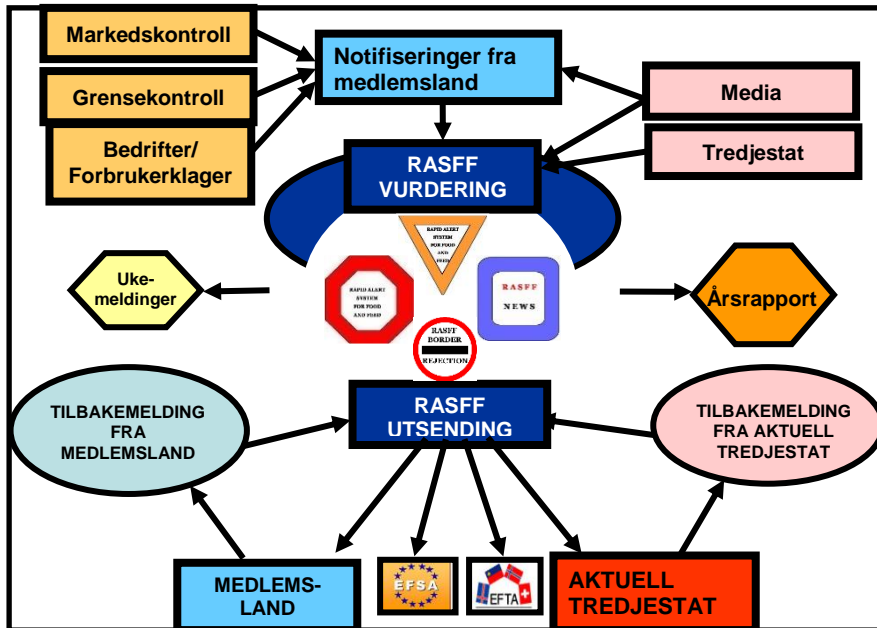 Markedskontroll
Notifiseringer fra
medlemsland
Grensekontroll
Media
Bedrifter/
Forbrukerklager
RASFF
VURDERING
Tredjestat
RAPID ALERT
SYSTEM
FOR FOOD
AND
FEED
Uke-
meldinger
RAPID ALERT
SYSTEM
FOR FOOD
AND FEED
RASFF
NEWS
Årsrapport
RASFF
BORDER
REJECTION
TILBAKEMELDING
FRA
MEDLEMSLAND
RASFF
UTSENDING
TILBAKEMELDING
FRA AKTUELL
TREDJESTAT
MEDLEMS-
LAND
EFSA
EFTA
AKTUELL
TREDJESTAT